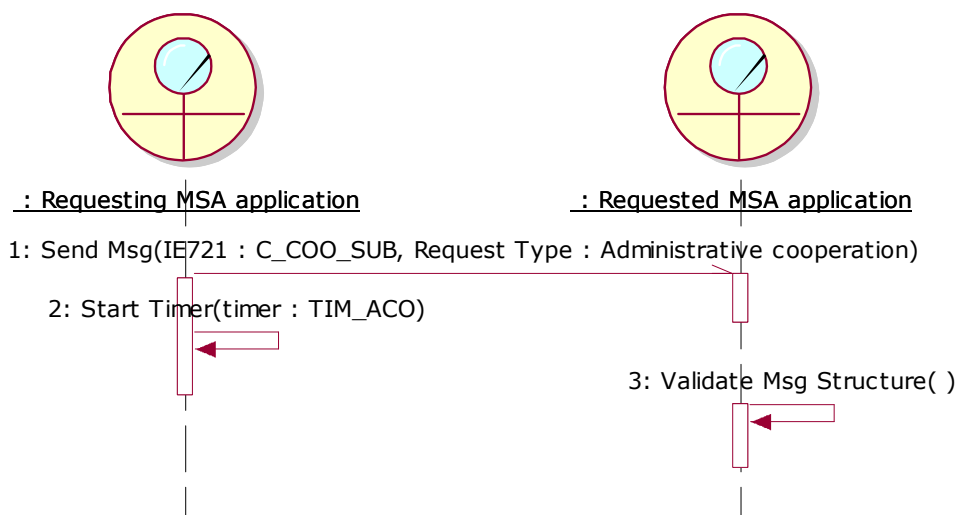 : Requesting MSA application
: Requested MSA application
1: Send Msg(IE721 : C_COO_SUB, Request Type : Administrative cooperation)
2: Start Timer(timer : TIM_ACO)
3: Validate Msg Structure( )